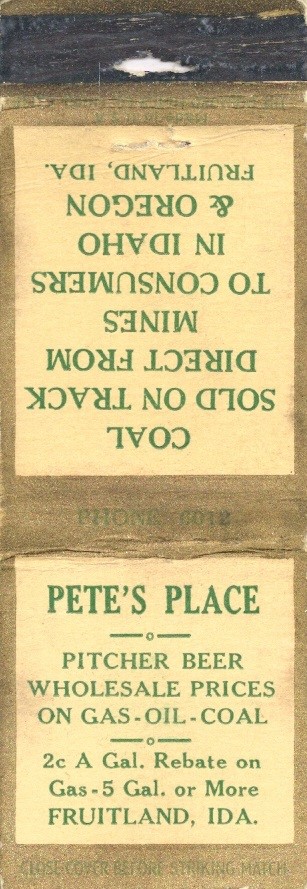 COAL
SOLD ON TRACK
DIRECT FROM
MINES
TO CONSUMERS
IN IDAHO
& OREGON
FRUITLAND, IDA.
PHONE 6012
PETE'S PLACE
PITCHER BEER
WHOLESALE PRICES
ON GAS-OIL-COAL
2c A Gal. Rebate on
Gas-5 Gal. or More
FRUITLAND, IDA.
CLOSE COVER BEFORE STRIKING MATCH